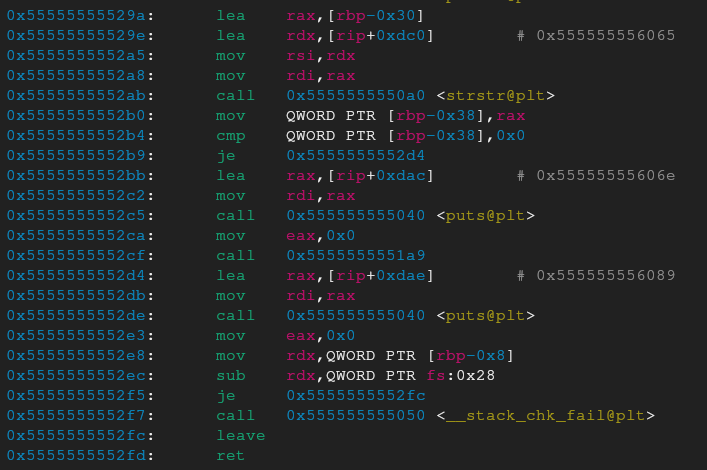 0x55555555529a: lea rax,[rbp-0x30]
0x55555555529e: lea rdx,[rip+0xdc0] # 0x555555556065
0x5555555552a5: mov rsi,rdx
0x5555555552a8: mov rdi,rax
0x5555555552ab: call 0x5555555550a0 <strstr@plt>
0x5555555552b0: mov QWORD PTR [rbp-0x38],rax
0x5555555552b4: cmp QWORD PTR [rbp-0x38],0x0
0x5555555552b9: je 0x5555555552d4
0x5555555552bb: lea rax,[rip+0xdac] # 0x55555555606e
0x5555555552c2: mov rdi,rax
0x5555555552c5: call 0x555555555040 <puts@plt>
0x5555555552ca: mov eax,0x0
0x5555555552cf: call 0x5555555551a9
0x5555555552d4: lea rax,[rip+0xdae] # 0x555555556089
0x5555555552db: mov rdi,rax
0x5555555552de: call 0x555555555040 <puts@plt>
0x5555555552e3: mov eax,0x0
0x5555555552e8: mov rdx,QWORD PTR [rbp-0x8]
0x5555555552ec: sub rdx,QWORD PTR fs:0x28
0x5555555552f5: je 0x5555555552fc
0x5555555552f7: call 0x555555555050 <__stack_chk_fail@plt>
0x5555555552fc: leave
0x5555555552fd: ret